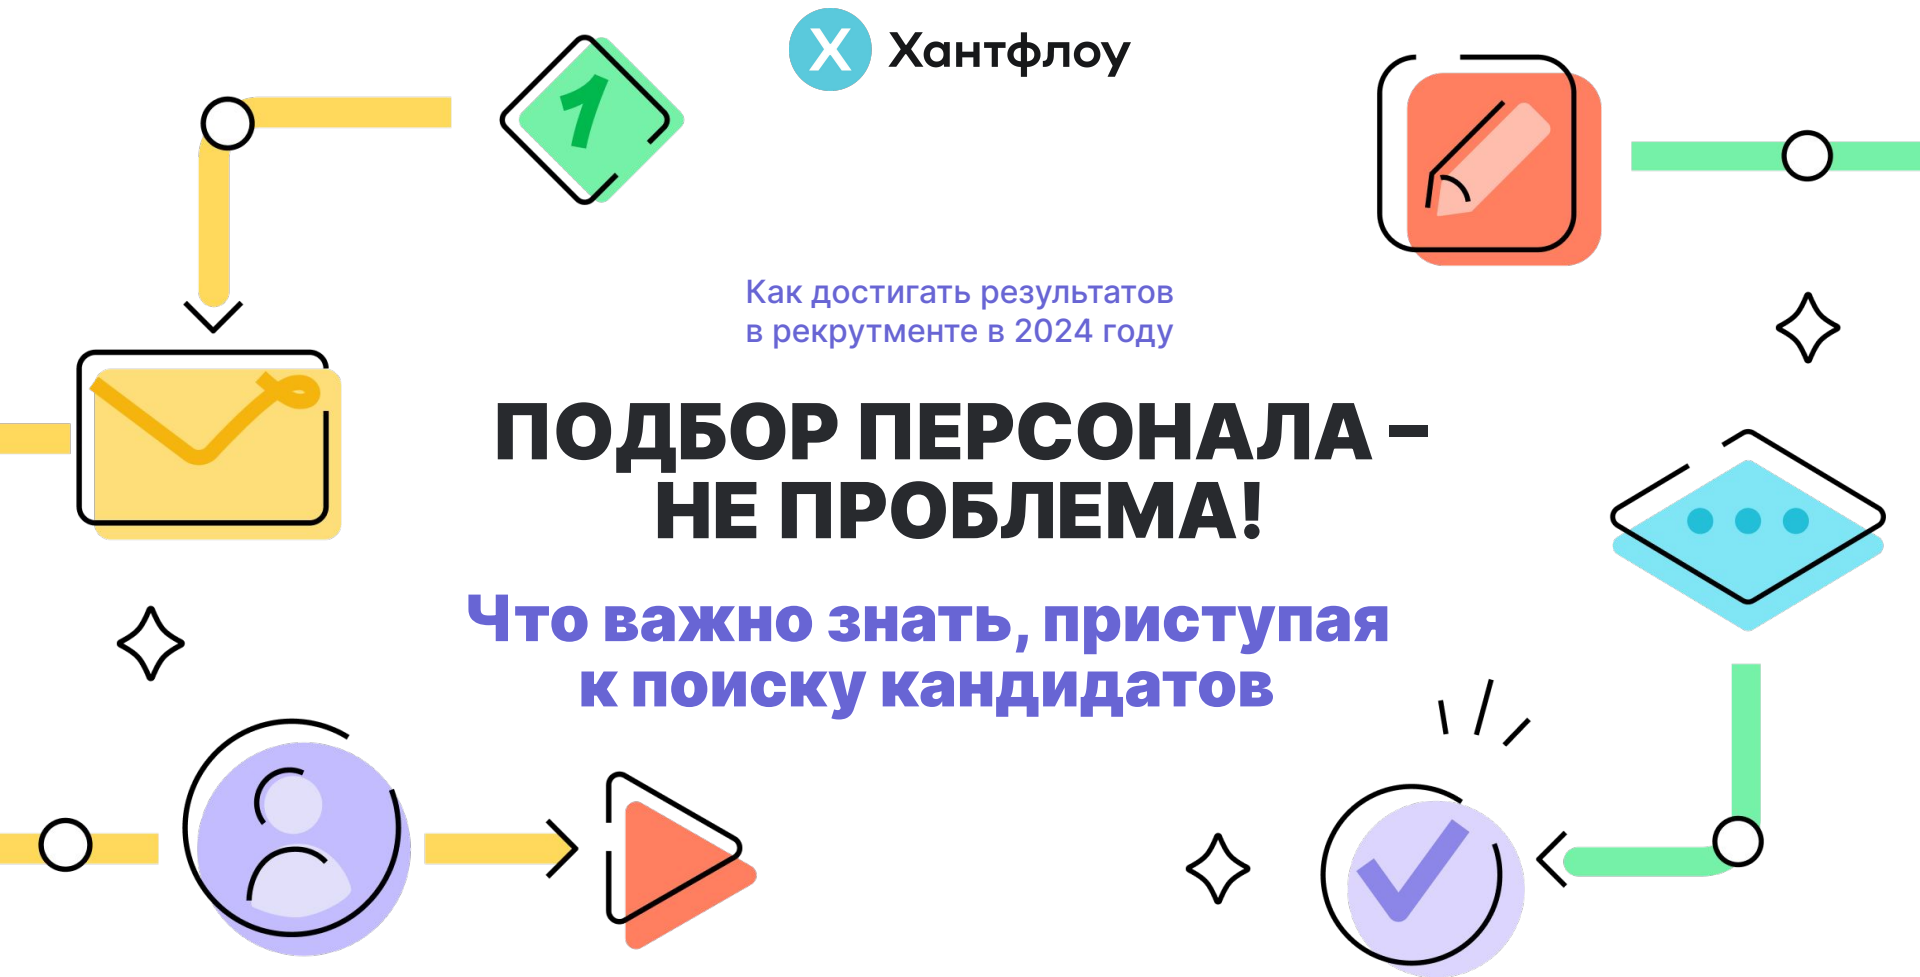 Х Хантфлоу
1
Как достигать результатов
в рекрутменте в 2024 году
ПОДБОР ПЕРСОНАЛА –
НЕ ПРОБЛЕМА!
Что важно знать, приступая
к поиску кандидатов